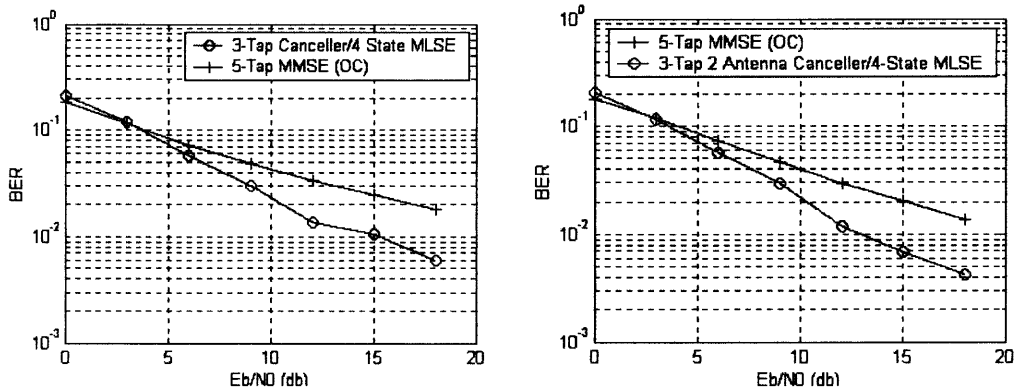 10^0
3-Tap Canceller/4 State MLSE
5-Tap MMSE (OC)
10^-1
BER
10^-2
10^-3
0 5 10 15 20
Eb/N0 (db)
10^0
5-Tap MMSE (OC)
3-Tap 2 Antenna Canceller/4-State MLSE
10^-1
BER
10^-2
10^-3
0 5 10 15 20
Eb/N0 (db)